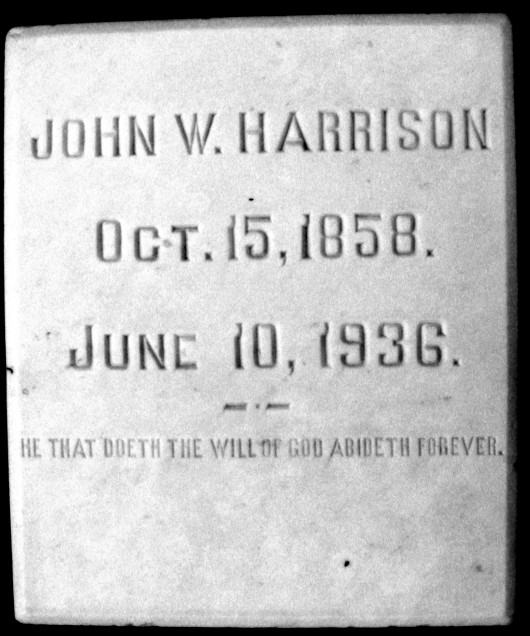 JOHN W. HARRISON
OCT. 15, 1858.
JUNE 10, 1936.
HE THAT DOETH THE WILL OF GOD ABIDETH FOREVER.